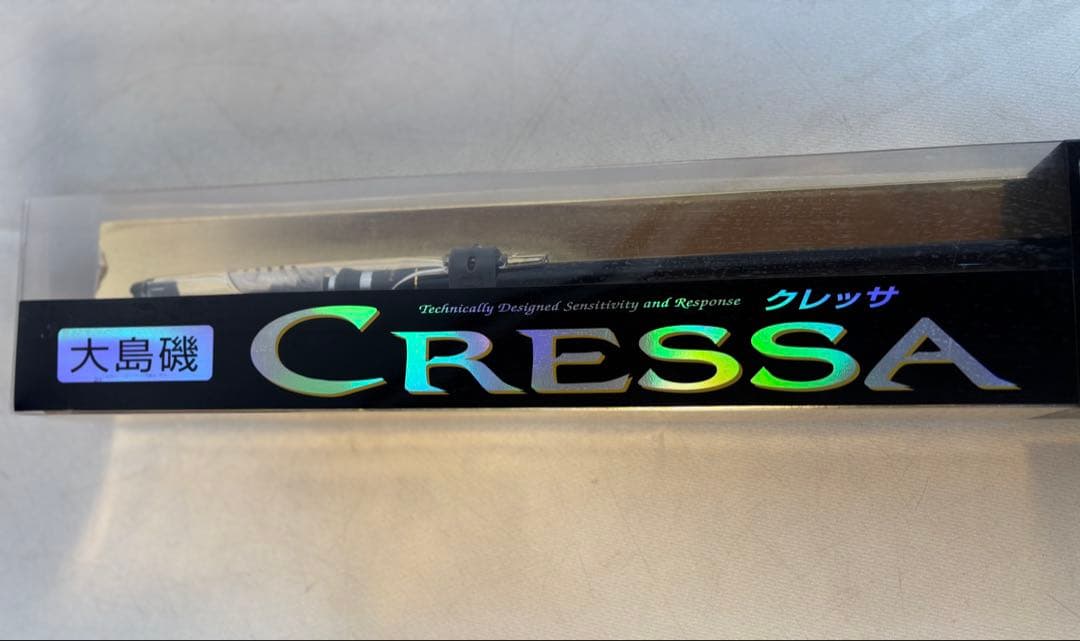 Technically Designed Sensitivity and Response
クレッサ
大島磯
CRESSA